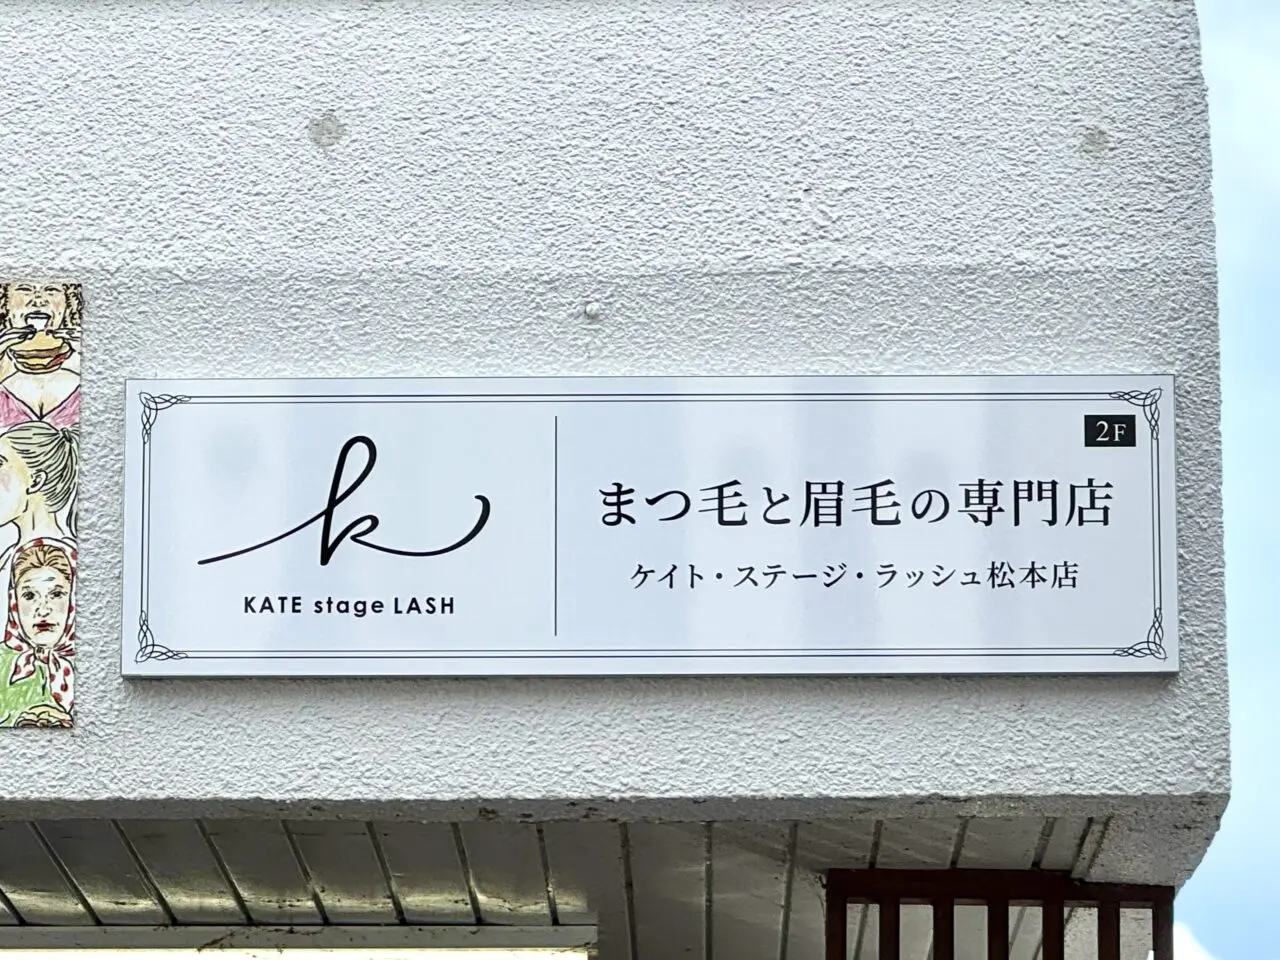 k
KATE stage LASH
2F
まつ毛と眉毛の専門店
ケイト・ステージ・ラッシュ松本店